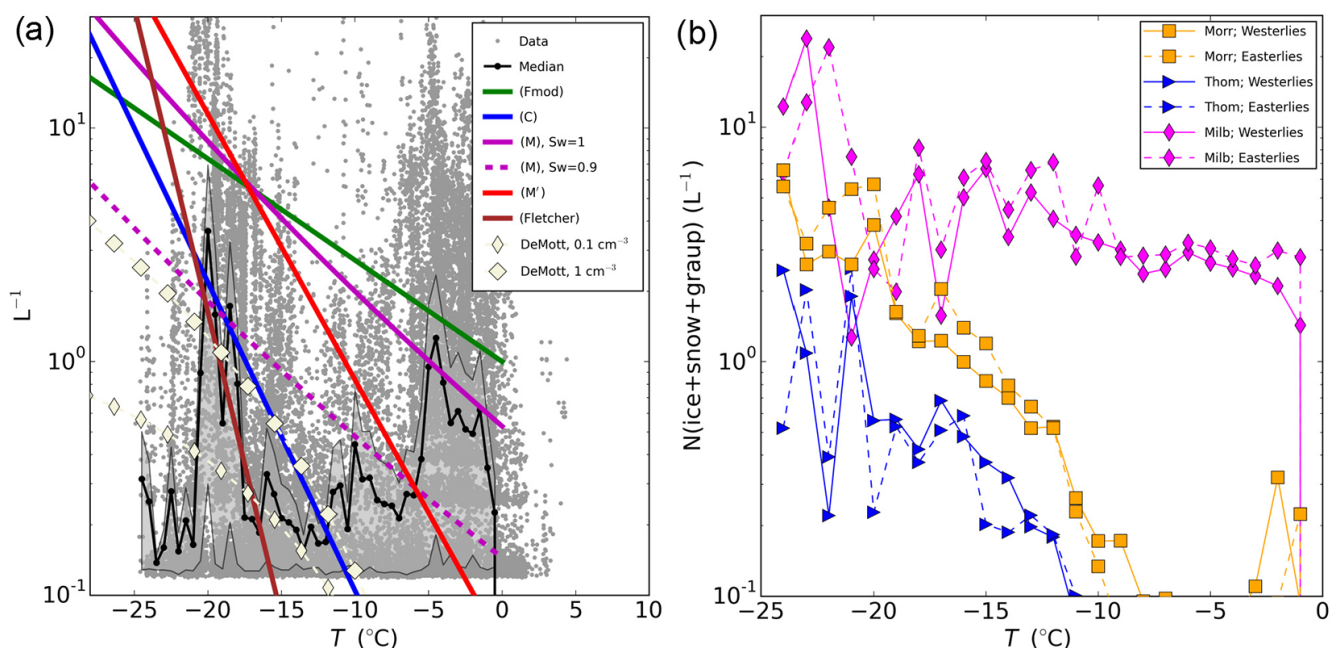 (a)
10¹
10⁰
10⁻¹
L⁻¹
−25 −20 −15 −10 −5 0 5 10
T (°C)
Data
Median
(Fmod)
(C)
(M), Sw=1
(M), Sw=0.9
(M′)
(Fletcher)
DeMott, 0.1 cm⁻³
DeMott, 1 cm⁻³
(b)
10¹
10⁰
10⁻¹
N(ice+snow+graup) (L⁻¹)
−25 −20 −15 −10 −5 0
T (°C)
Morr; Westerlies
Morr; Easterlies
Thom; Westerlies
Thom; Easterlies
Milb; Westerlies
Milb; Easterlies